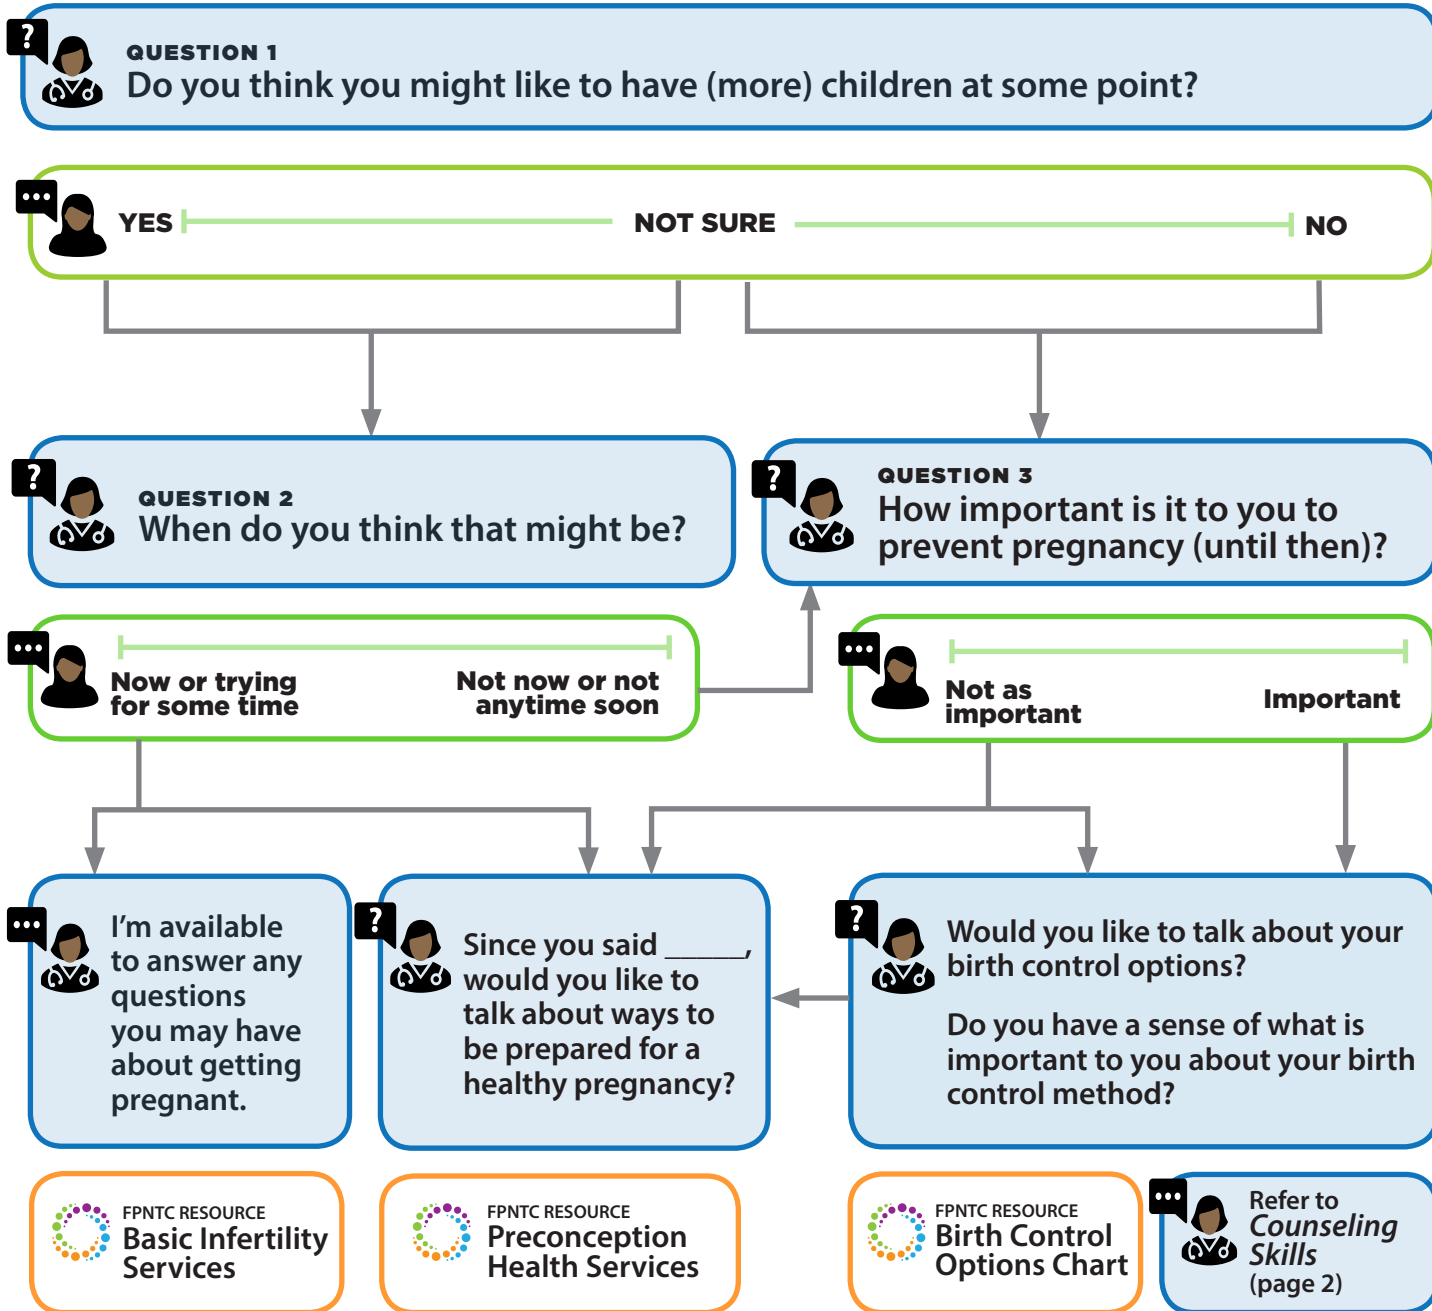 ?
QUESTION 1
Do you think you might like to have (more) children at some point?
YES
NOT SURE
NO
?
QUESTION 2
When do you think that might be?
?
QUESTION 3
How important is it to you to
prevent pregnancy (until then)?
Now or trying
for some time
Not now or not
anytime soon
Not as
important
Important
I'm available
to answer any
questions
you may have
about getting
pregnant.
?
Since you said _____,
would you like to
talk about ways to
be prepared for a
healthy pregnancy?
?
Would you like to talk about your
birth control options?
Do you have a sense of what is
important to you about your birth
control method?
FPNTC RESOURCE
Basic Infertility
Services
FPNTC RESOURCE
Preconception
Health Services
FPNTC RESOURCE
Birth Control
Options Chart
Refer to
Counseling
Skills
(page 2)